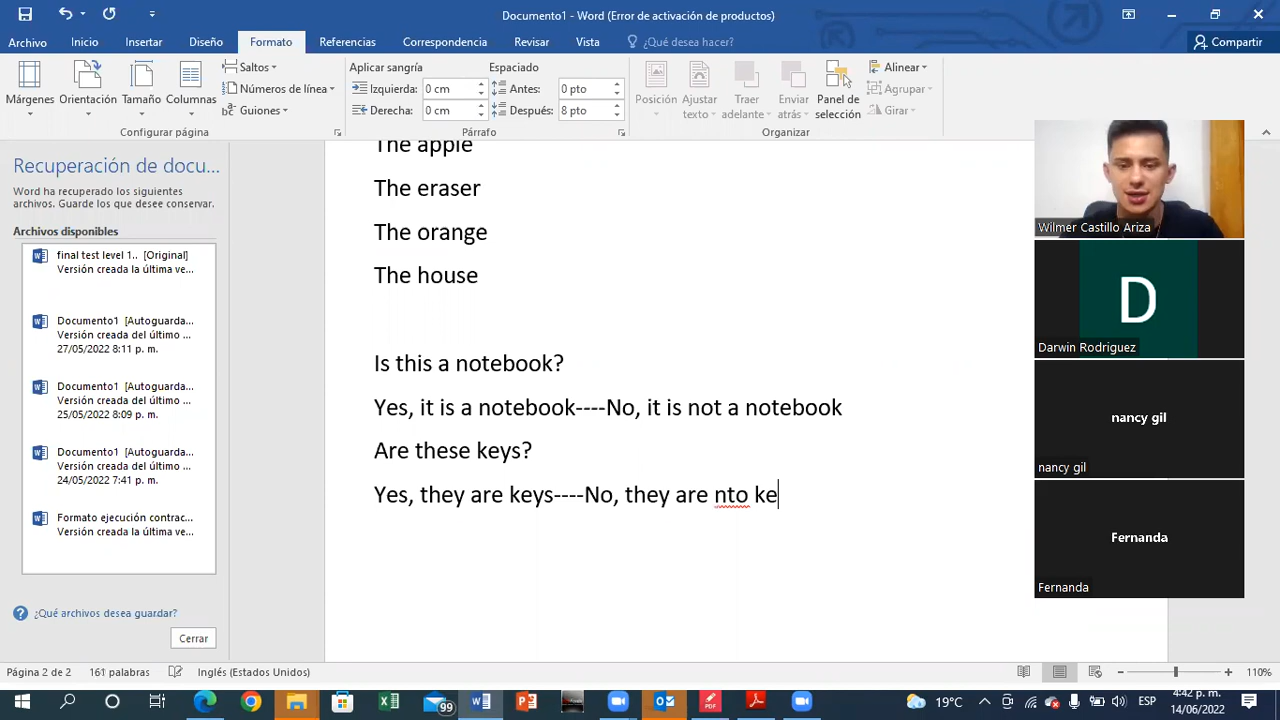 Documento1 - Word (Error de activación de productos)
Archivo Inicio Insertar Diseño Formato Referencias Correspondencia Revisar Vista ¿Qué desea hacer? Compartir
Márgenes Orientación Tamaño Columnas
Saltos
Números de línea
Guiones
Configurar página
Aplicar sangría Espaciado
Izquierda: 0 cm Antes: 0 pto
Derecha: 0 cm Después: 8 pto
Párrafo
Posición Ajustar texto Traer adelante Enviar atrás Panel de selección
Alinear
Agrupar
Girar
Organizar
Recuperación de docu...
Word ha recuperado los siguientes
archivos. Guarde los que desee conservar.
Archivos disponibles
final test level 1.. [Original]
Versión creada la última ve...
Documento1 [Autoguarda...
Versión creada del último ...
27/05/2022 8:11 p. m.
Documento1 [Autoguarda...
Versión creada del último ...
25/05/2022 8:09 p. m.
Documento1 [Autoguarda...
Versión creada la última ve...
24/05/2022 7:41 p. m.
Formato ejecución contrac...
Versión creada la última ve...
¿Qué archivos desea guardar?
Cerrar
The apple
The eraser
The orange
The house
Is this a notebook?
Yes, it is a notebook----No, it is not a notebook
Are these keys?
Yes, they are keys----No, they are nto ke
Wilmer Castillo Ariza
D
Darwin Rodriguez
nancy gil
nancy gil
Fernanda
Fernanda
Página 2 de 2 161 palabras Inglés (Estados Unidos) 110%
99
19°C ESP
4:42 p. m.
14/06/2022